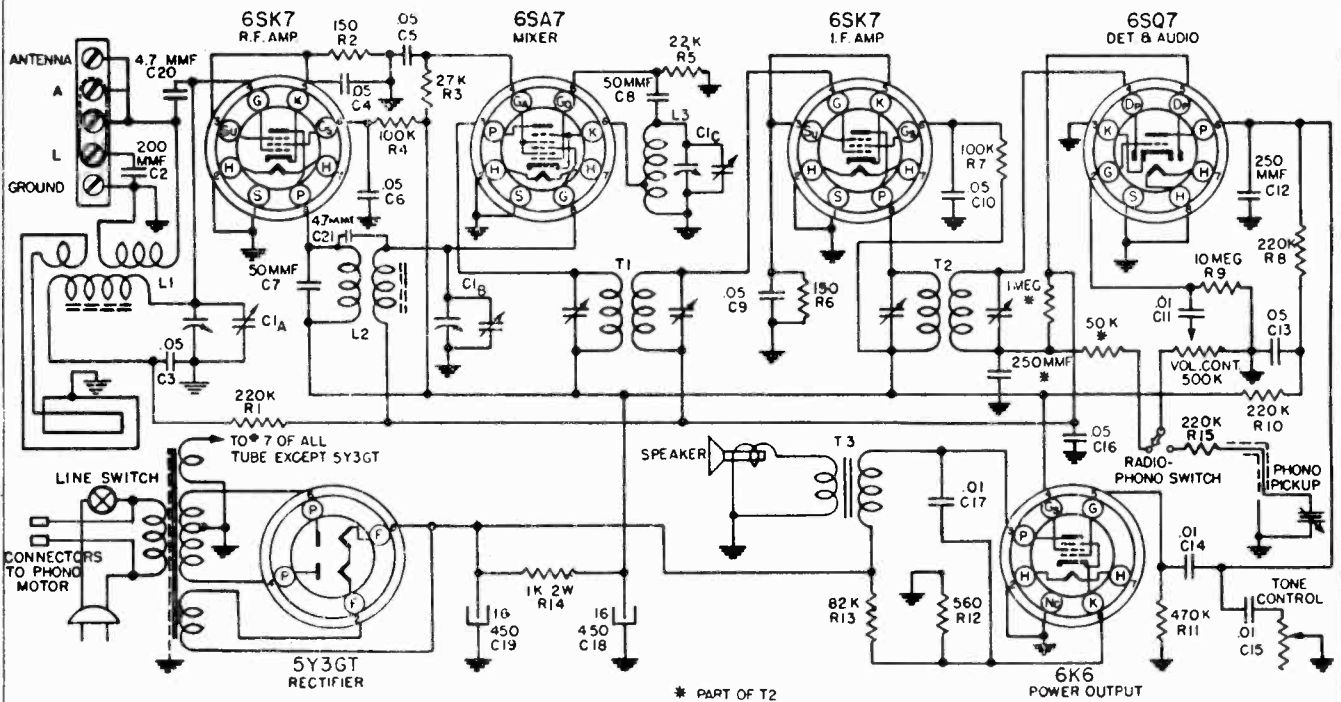 6SK7
R.F. AMP.
6SA7
MIXER
6SK7
I.F. AMP.
6SQ7
DET & AUDIO
ANTENNA
A
L
GROUND
4.7 MMF
C20
200
MMF
C2
150
R2
.05
C5
.05
C4
27K
R3
100K
R4
.05
C6
50MMF
C8
22K
R5
L3
C1C
100K
R7
.05
C10
250
MMF
C12
220K
R8
10 MEG
R9
L1
C1A
.05
C3
50MMF
C7
47MMF
C21
L2
C1B
T1
.05
C9
150
R6
T2
1 MEG
*
50K
*
250MMF
*
.01
C11
VOL. CONT.
500K
.05
C13
220K
R10
220K
R1
TO # 7 OF ALL
TUBE EXCEPT 5Y3GT
LINE SWITCH
CONNECTORS
TO PHONO
MOTOR
5Y3GT
RECTIFIER
16
450
C19
1K 2W
R14
16
450
C18
SPEAKER
T3
.01
C17
82K
R13
560
R12
.05
C16
RADIO-
PHONO SWITCH
220K
R15
PHONO
PICKUP
6K6
POWER OUTPUT
470K
R11
.01
C14
.01
C15
TONE
CONTROL
* PART OF T2